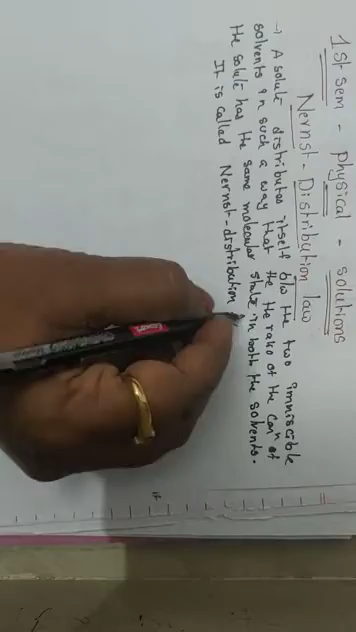 1st sem - physical - solutions
Nernst - Distribution law
→ A solute distributes itself b/w the two immiscible
solvents in such a way that the the ratio of the Con^n of
the solute has the same molecular state in both the solvents.
It is called Nernst - distribution